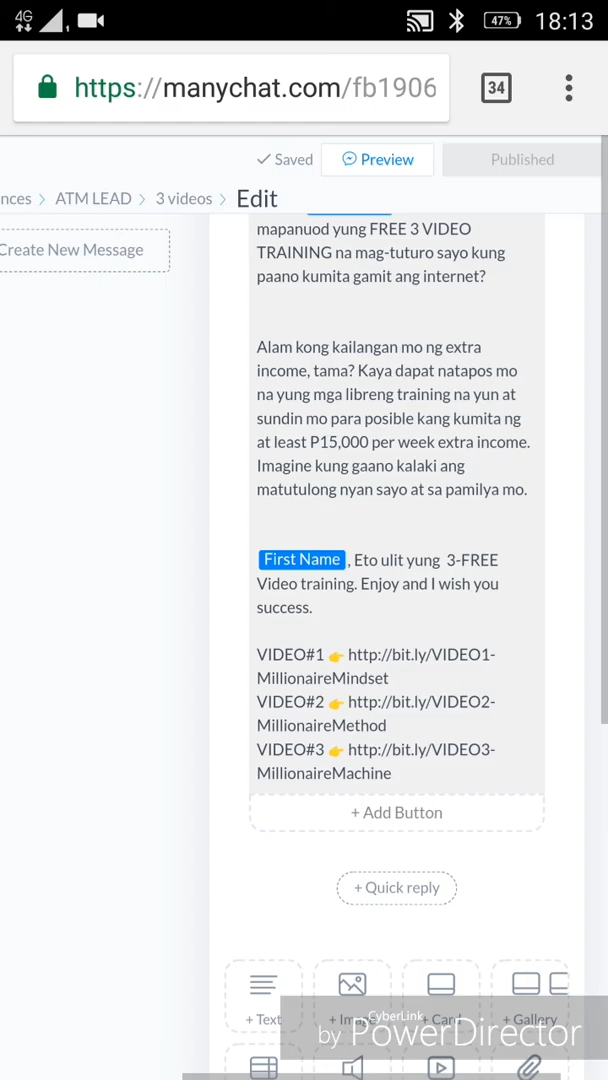 4G
47%
18:13
https://manychat.com/fb1906
34
Saved
Preview
Published
nces > ATM LEAD > 3 videos > Edit
Create New Message
mapanuod yung FREE 3 VIDEO
TRAINING na mag-tuturo sayo kung
paano kumita gamit ang internet?
Alam kong kailangan mo ng extra
income, tama? Kaya dapat natapos mo
na yung mga libreng training na yun at
sundin mo para posible kang kumita ng
at least P15,000 per week extra income.
Imagine kung gaano kalaki ang
matutulong nyan sayo at sa pamilya mo.
First Name , Eto ulit yung 3-FREE
Video training. Enjoy and I wish you
success.
VIDEO#1 👉 http://bit.ly/VIDEO1-
MillionaireMindset
VIDEO#2 👉 http://bit.ly/VIDEO2-
MillionaireMethod
VIDEO#3 👉 http://bit.ly/VIDEO3-
MillionaireMachine
+ Add Button
+ Quick reply
+ Text
+ Image
+ Card
+ Gallery
CyberLink
by PowerDirector